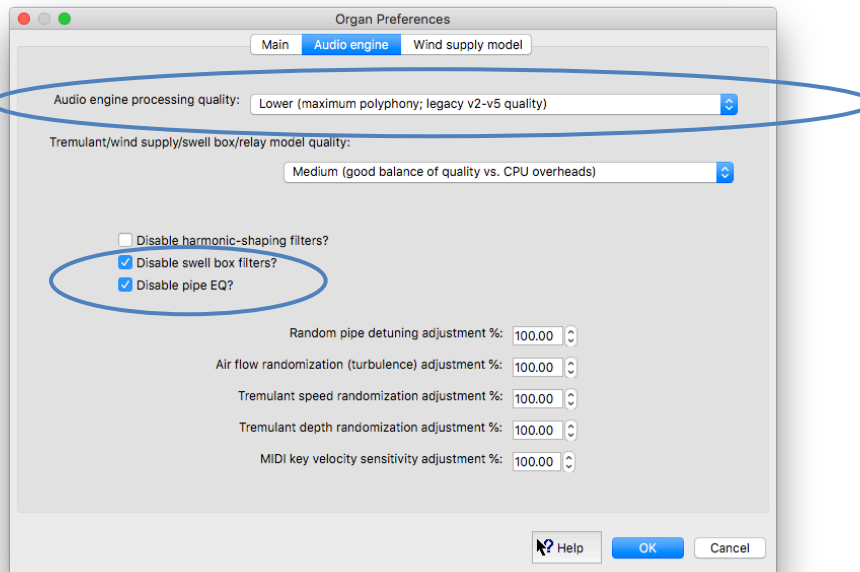 Organ Preferences
Main Audio engine Wind supply model
Audio engine processing quality: Lower (maximum polyphony; legacy v2-v5 quality)
Tremulant/wind supply/swell box/relay model quality:
Medium (good balance of quality vs. CPU overheads)
Disable harmonic-shaping filters?
Disable swell box filters?
Disable pipe EQ?
Random pipe detuning adjustment %: 100.00
Air flow randomization (turbulence) adjustment %: 100.00
Tremulant speed randomization adjustment %: 100.00
Tremulant depth randomization adjustment %: 100.00
MIDI key velocity sensitivity adjustment %: 100.00
? Help OK Cancel